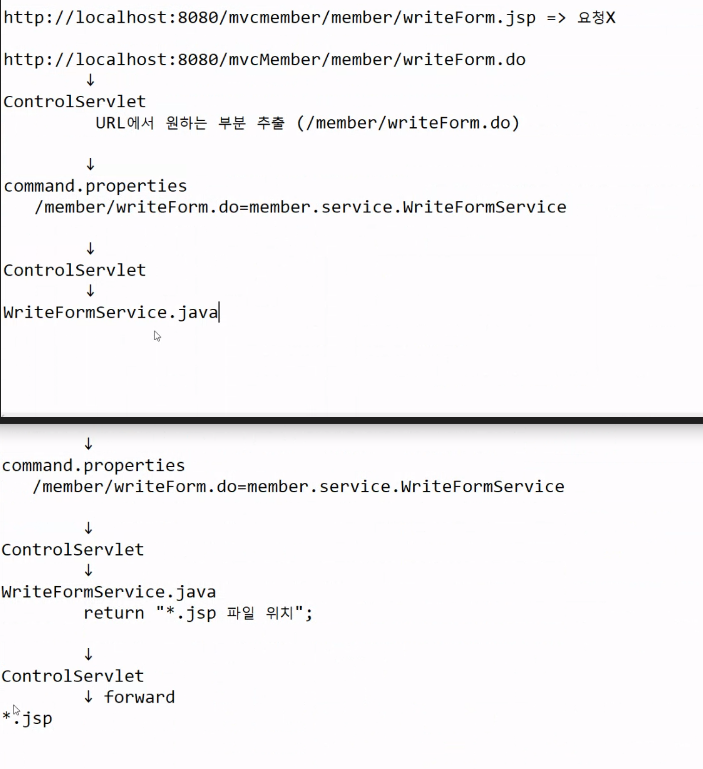 http://localhost:8080/mvcmember/member/writeForm.jsp => 요청X
http://localhost:8080/mvcMember/member/writeForm.do
↓
ControlServlet
URL에서 원하는 부분 추출 (/member/writeForm.do)
↓
command.properties
/member/writeForm.do=member.service.WriteFormService
↓
ControlServlet
↓
WriteFormService.java
↓
command.properties
/member/writeForm.do=member.service.WriteFormService
↓
ControlServlet
↓
WriteFormService.java
return "*.jsp 파일 위치";
↓
ControlServlet
↓ forward
*.jsp